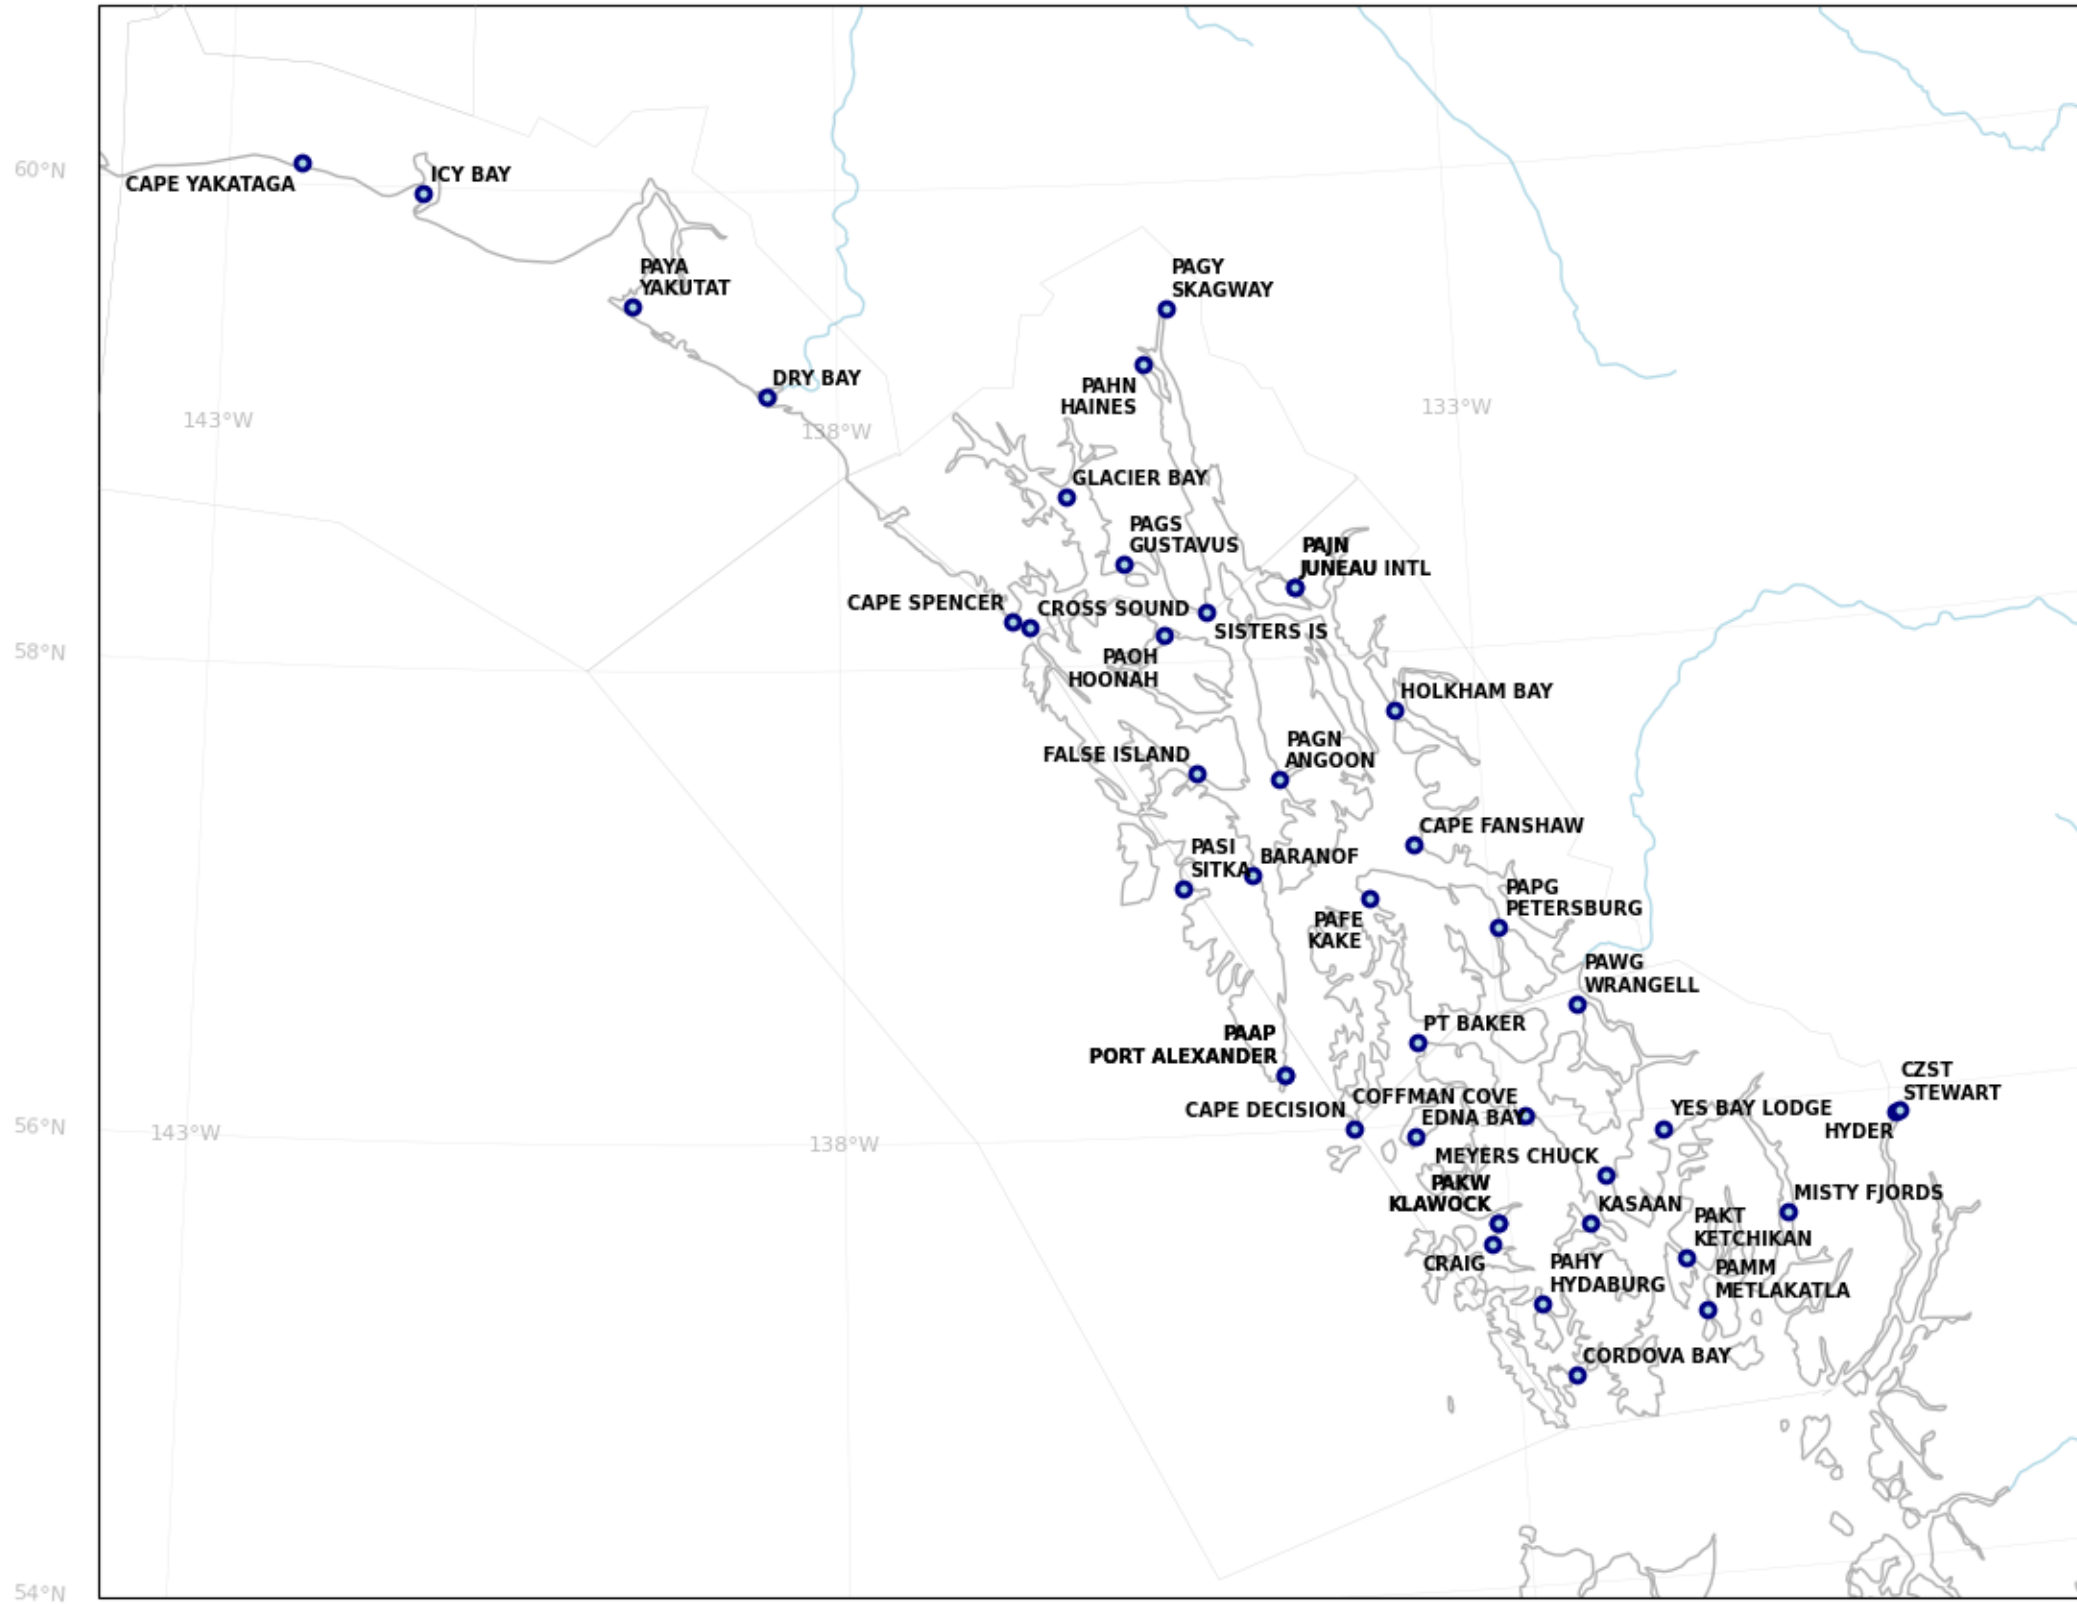 60°N
CAPE YAKATAGA
ICY BAY
PAYA
YAKUTAT
PAGY
SKAGWAY
DRY BAY
PAHN
HAINES
143°W
138°W
133°W
GLACIER BAY
PAGS
GUSTAVUS
PAJN
JUNEAU INTL
CAPE SPENCER
CROSS SOUND
SISTERS IS
58°N
PAOH
HOONAH
HOLKHAM BAY
FALSE ISLAND
PAGN
ANGOON
CAPE FANSHAW
PASI
SITKA
BARANOF
PAFE
KAKE
PAPG
PETERSBURG
PAWG
WRANGELL
PT BAKER
PAAP
PORT ALEXANDER
CZST
STEWART
COFFMAN COVE
CAPE DECISION
EDNA BAY
YES BAY LODGE
HYDER
56°N
143°W
138°W
MEYERS CHUCK
PAKW
KLAWOCK
KASAAN
MISTY FJORDS
PAKT
KETCHIKAN
CRAIG
PAHY
HYDABURG
PAMM
METLAKATLA
CORDOVA BAY
54°N